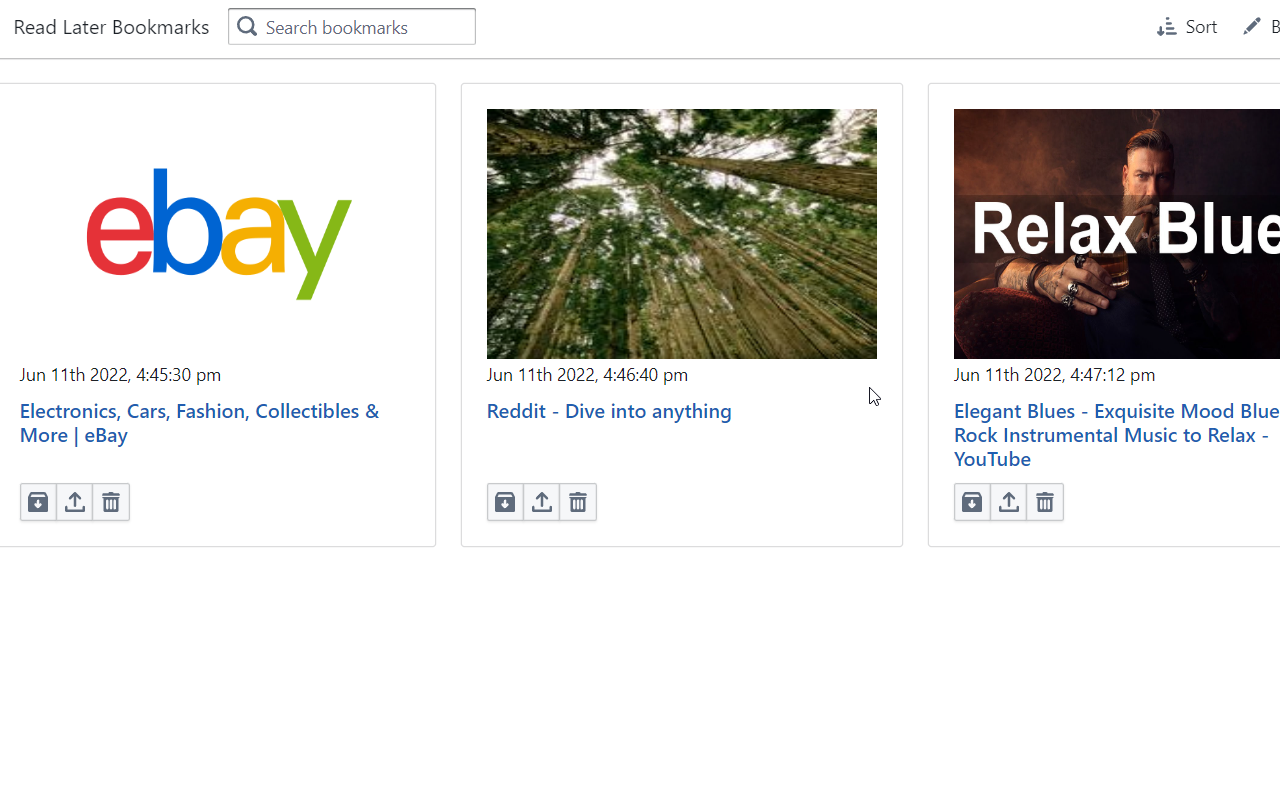 Read Later Bookmarks
Search bookmarks
Sort
B
ebay
Jun 11th 2022, 4:45:30 pm
Electronics, Cars, Fashion, Collectibles &
More | eBay
Jun 11th 2022, 4:46:40 pm
Reddit - Dive into anything
Relax Blue
Jun 11th 2022, 4:47:12 pm
Elegant Blues - Exquisite Mood Blue
Rock Instrumental Music to Relax -
YouTube